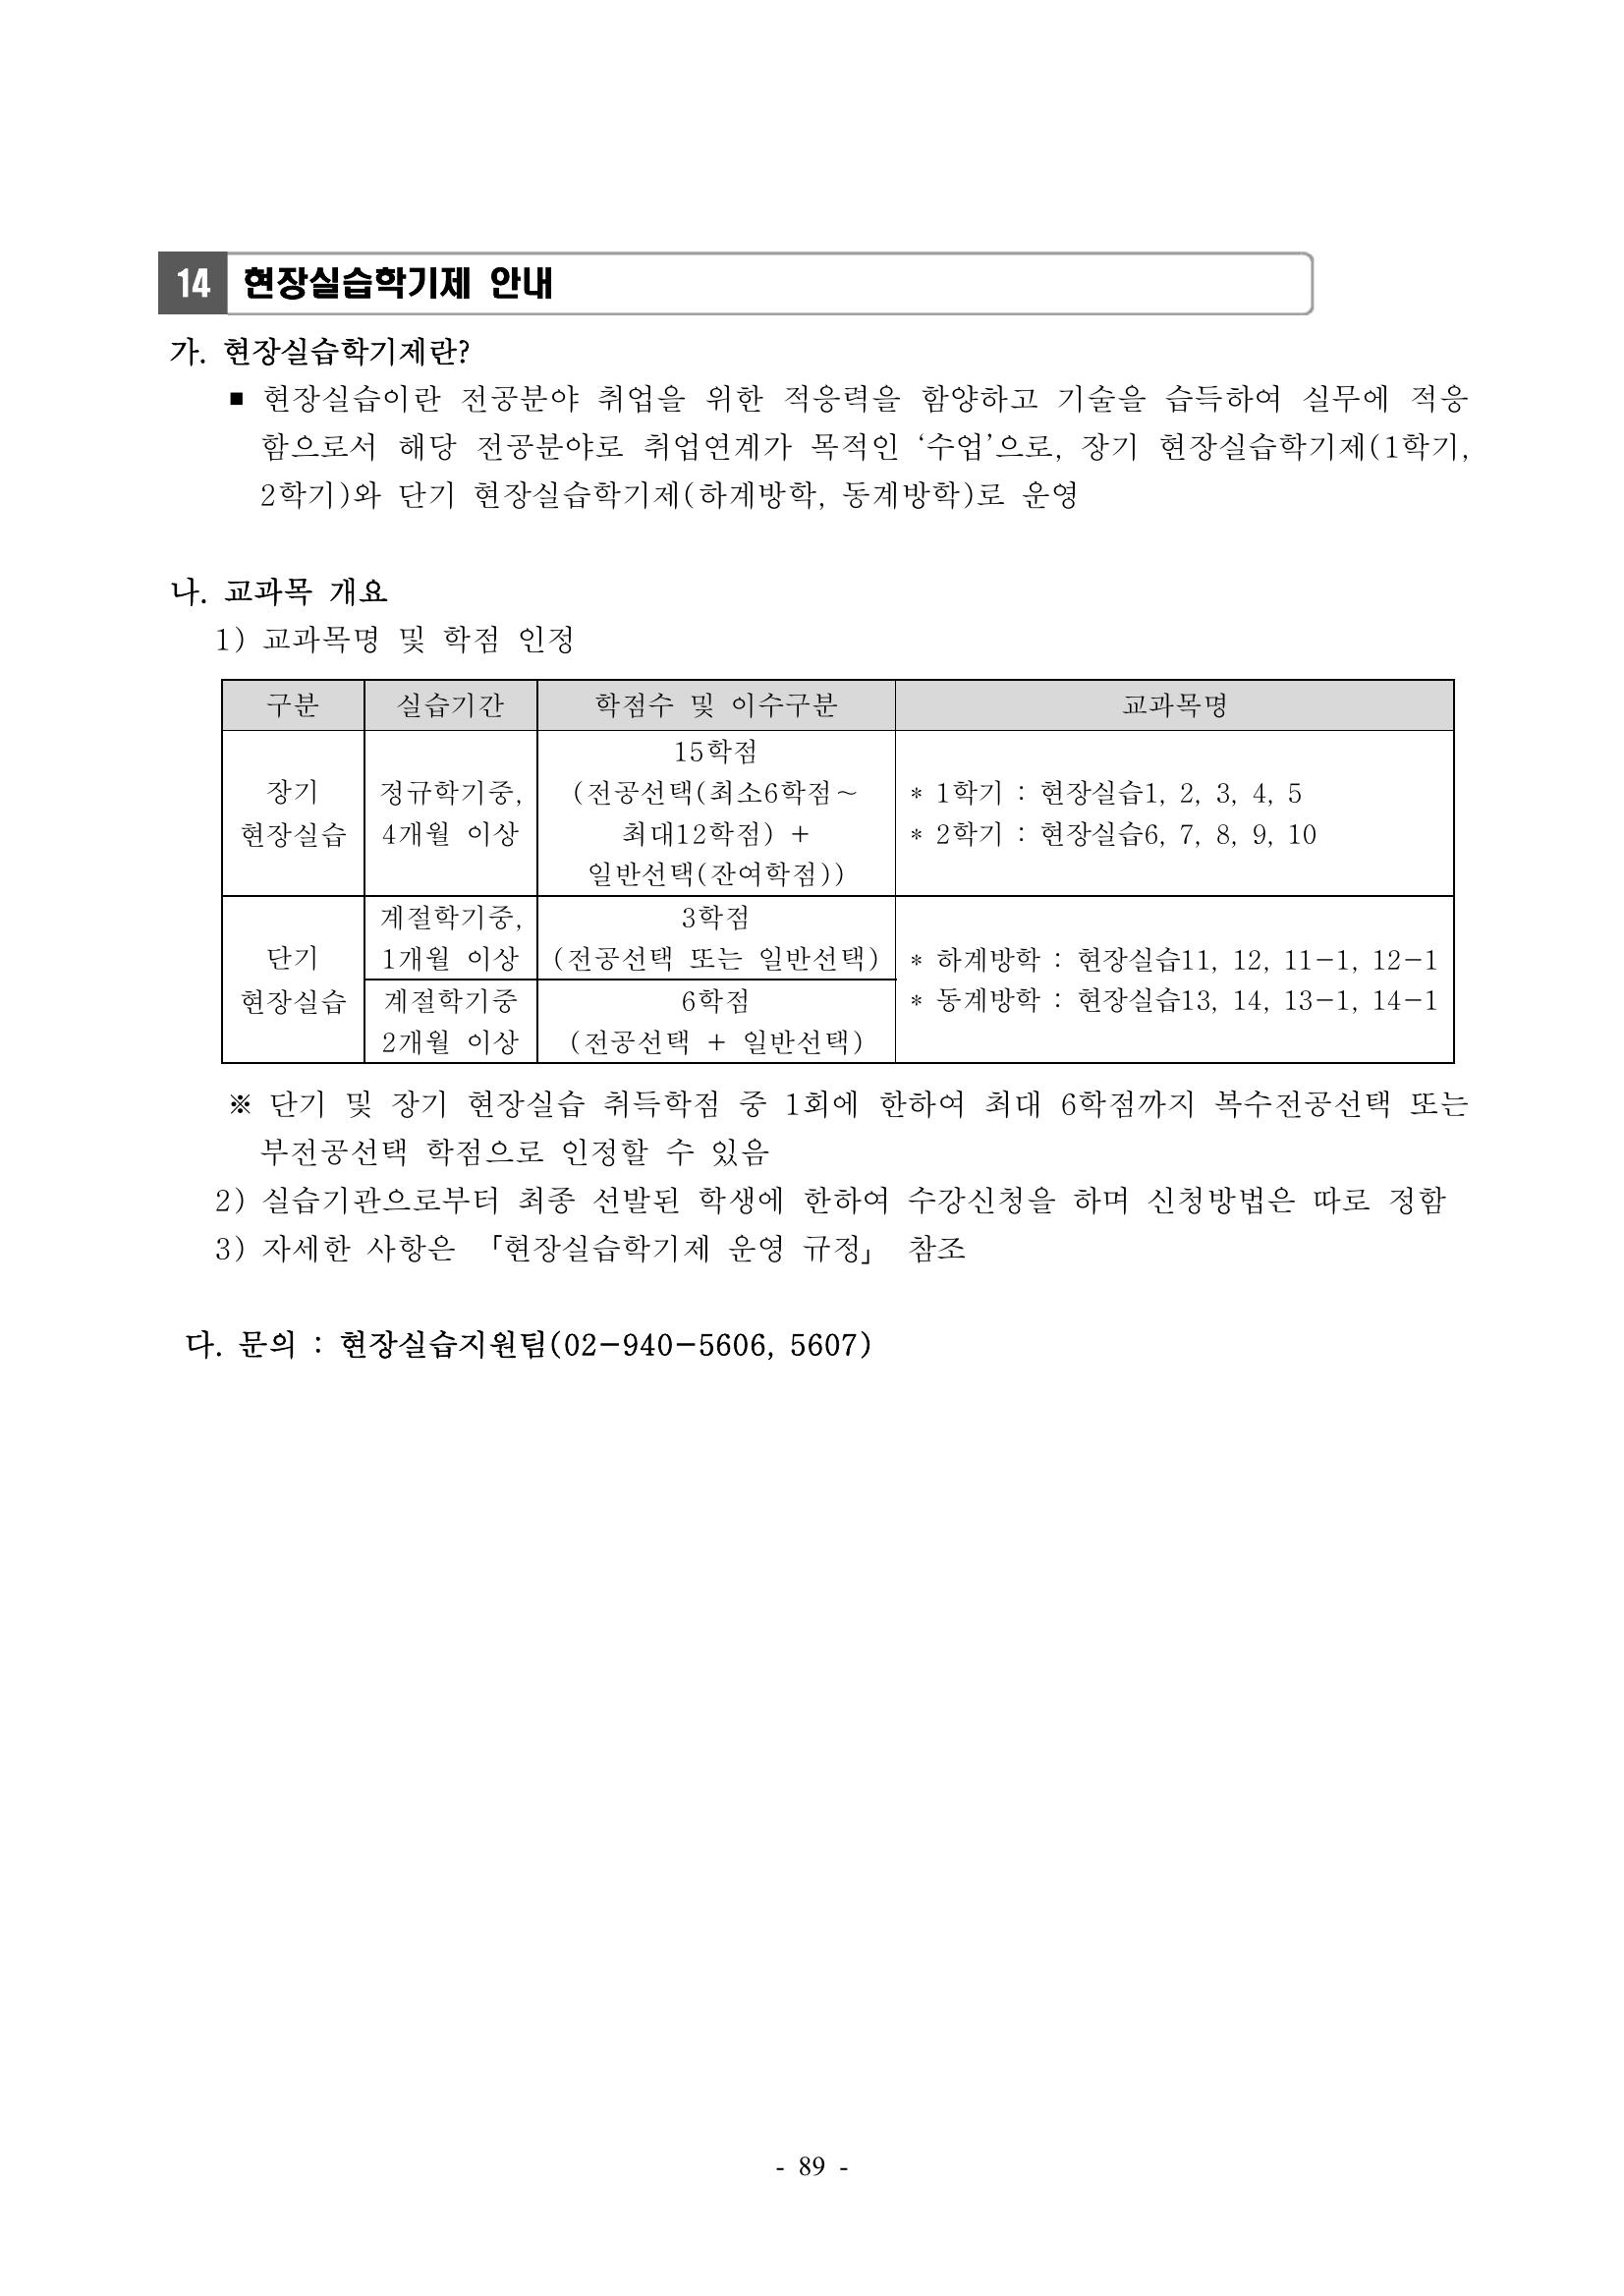 14 현장실습학기제 안내
가. 현장실습학기제란?
■ 현장실습이란 전공분야 취업을 위한 적응력을 함양하고 기술을 습득하여 실무에 적응
함으로서 해당 전공분야로 취업연계가 목적인 ‘수업’으로, 장기 현장실습학기제(1학기,
2학기)와 단기 현장실습학기제(하계방학, 동계방학)로 운영
나. 교과목 개요
1) 교과목명 및 학점 인정
구분 실습기간 학점수 및 이수구분 교과목명
장기
현장실습
정규학기중,
4개월 이상
15학점
(전공선택(최소6학점~
최대12학점) +
일반선택(잔여학점))
* 1학기 : 현장실습1, 2, 3, 4, 5
* 2학기 : 현장실습6, 7, 8, 9, 10
단기
현장실습
계절학기중,
1개월 이상
3학점
(전공선택 또는 일반선택)
계절학기중
2개월 이상
6학점
(전공선택 + 일반선택)
* 하계방학 : 현장실습11, 12, 11-1, 12-1
* 동계방학 : 현장실습13, 14, 13-1, 14-1
※ 단기 및 장기 현장실습 취득학점 중 1회에 한하여 최대 6학점까지 복수전공선택 또는
부전공선택 학점으로 인정할 수 있음
2) 실습기관으로부터 최종 선발된 학생에 한하여 수강신청을 하며 신청방법은 따로 정함
3) 자세한 사항은 「현장실습학기제 운영 규정」 참조
다. 문의 : 현장실습지원팀(02-940-5606, 5607)
- 89 -